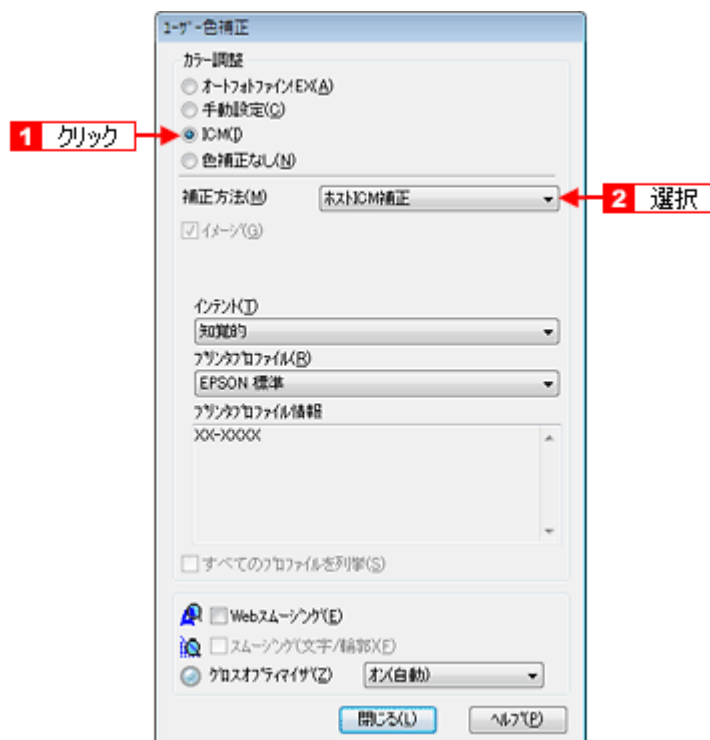 ユーザー色補正
カラー調整
オートフォトファイン!EX(A)
手動設定(C)
1 クリック
ICM(I)
色補正なし(N)
補正方法(M) ホストICM補正
2 選択
イメージ(G)
インテント(T)
知覚的
プリンタプロファイル(R)
EPSON 標準
プリンタプロファイル情報
XX-XXXX
すべてのプロファイルを列挙(S)
Webスムージング(E)
スムージング(文字/輪郭)(F)
グロスオプティマイザ(Z) オン(自動)
閉じる(L) ヘルプ(P)